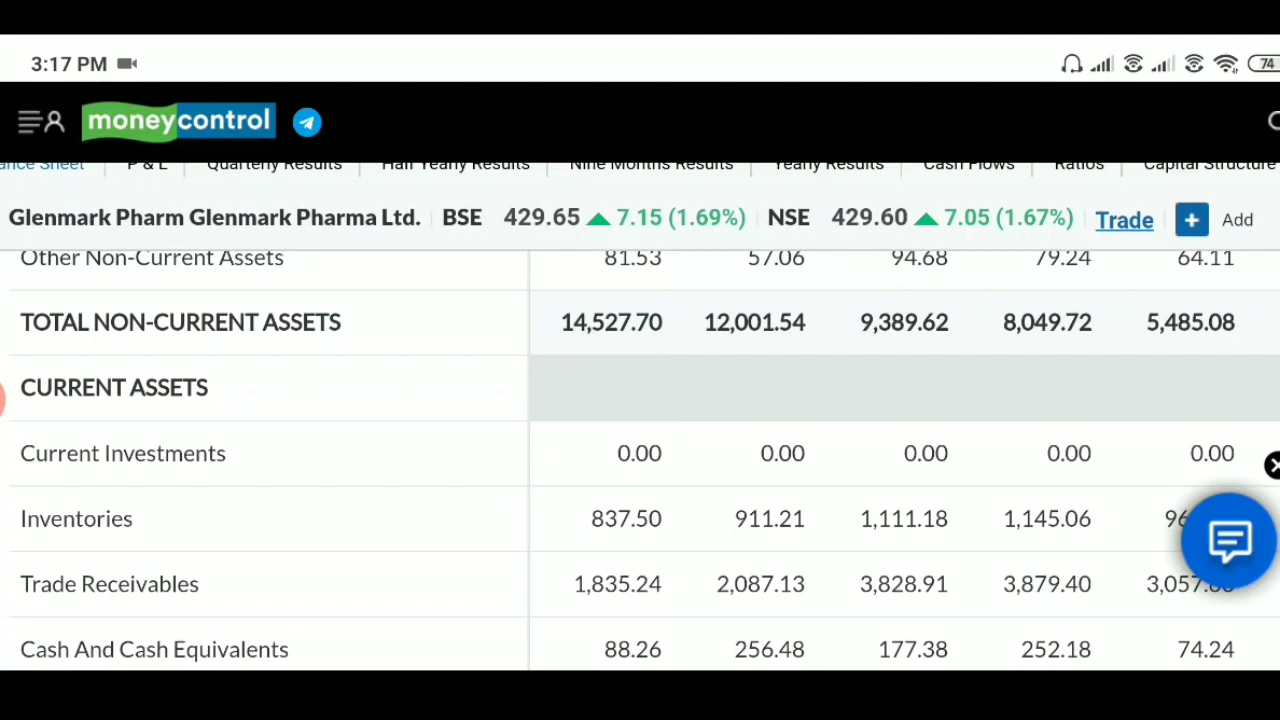 3:17 PM 74
moneycontrol
ance Sheet P & L Quarterly Results Half Yearly Results Nine Months Results Yearly Results Cash Flows Ratios Capital Structure
Glenmark Pharm Glenmark Pharma Ltd. BSE 429.65 ▲ 7.15 (1.69%) NSE 429.60 ▲ 7.05 (1.67%) Trade + Add
Other Non-Current Assets 81.53 57.06 94.68 79.24 64.11
TOTAL NON-CURRENT ASSETS 14,527.70 12,001.54 9,389.62 8,049.72 5,485.08
CURRENT ASSETS
Current Investments 0.00 0.00 0.00 0.00 0.00
Inventories 837.50 911.21 1,111.18 1,145.06
Trade Receivables 1,835.24 2,087.13 3,828.91 3,879.40
Cash And Cash Equivalents 88.26 256.48 177.38 252.18 74.24